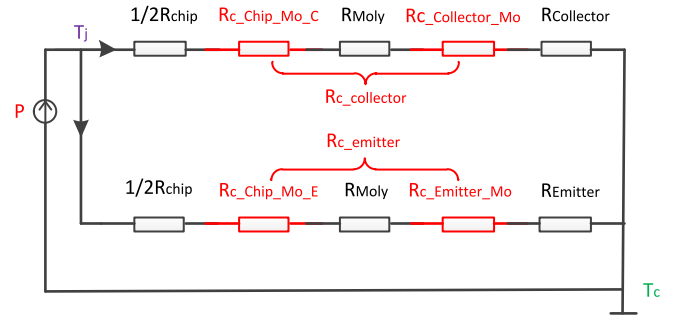 1/2Rchip Rc_Chip_Mo_C RMoly Rc_Collector_Mo RCollector
Tj
Rc_collector
P
Rc_emitter
1/2Rchip Rc_Chip_Mo_E RMoly Rc_Emitter_Mo REmitter
Tc